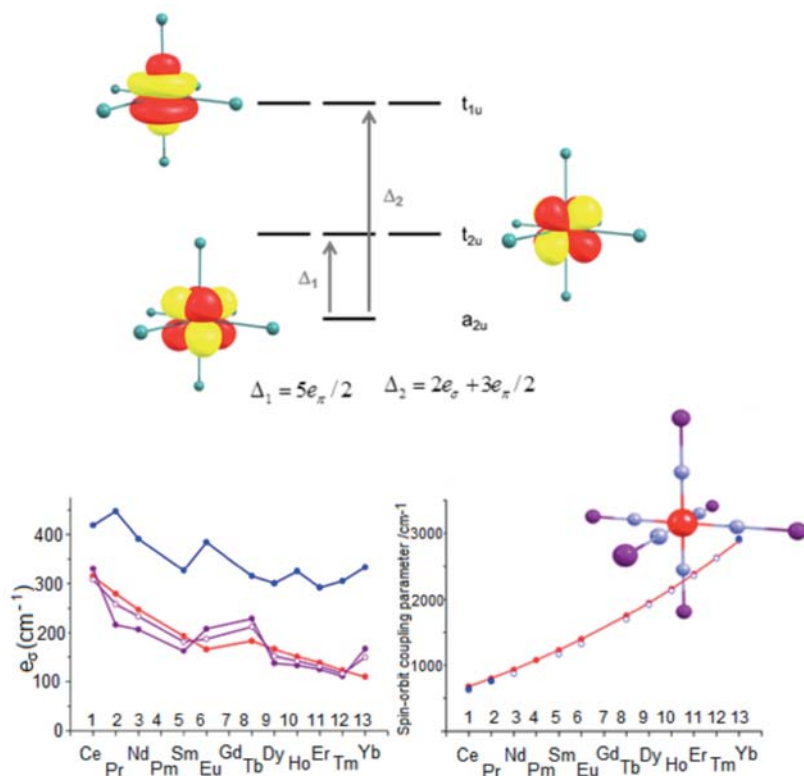 t1u
Δ2
t2u
Δ1
a2u
Δ1 = 5eπ/2 Δ2 = 2eσ + 3eπ/2
eσ (cm-1)
400
300
200
100
0
1 2 3 4 5 6 7 8 9 10 11 12 13
Ce Pr Nd Pm Sm Eu Gd Tb Dy Ho Er Tm Yb
Spin-orbit coupling parameter /cm-1
3000
2000
1000
1 2 3 4 5 6 7 8 9 10 11 12 13
Ce Pr Nd Pm Sm Eu Gd Tb Dy Ho Er Tm Yb